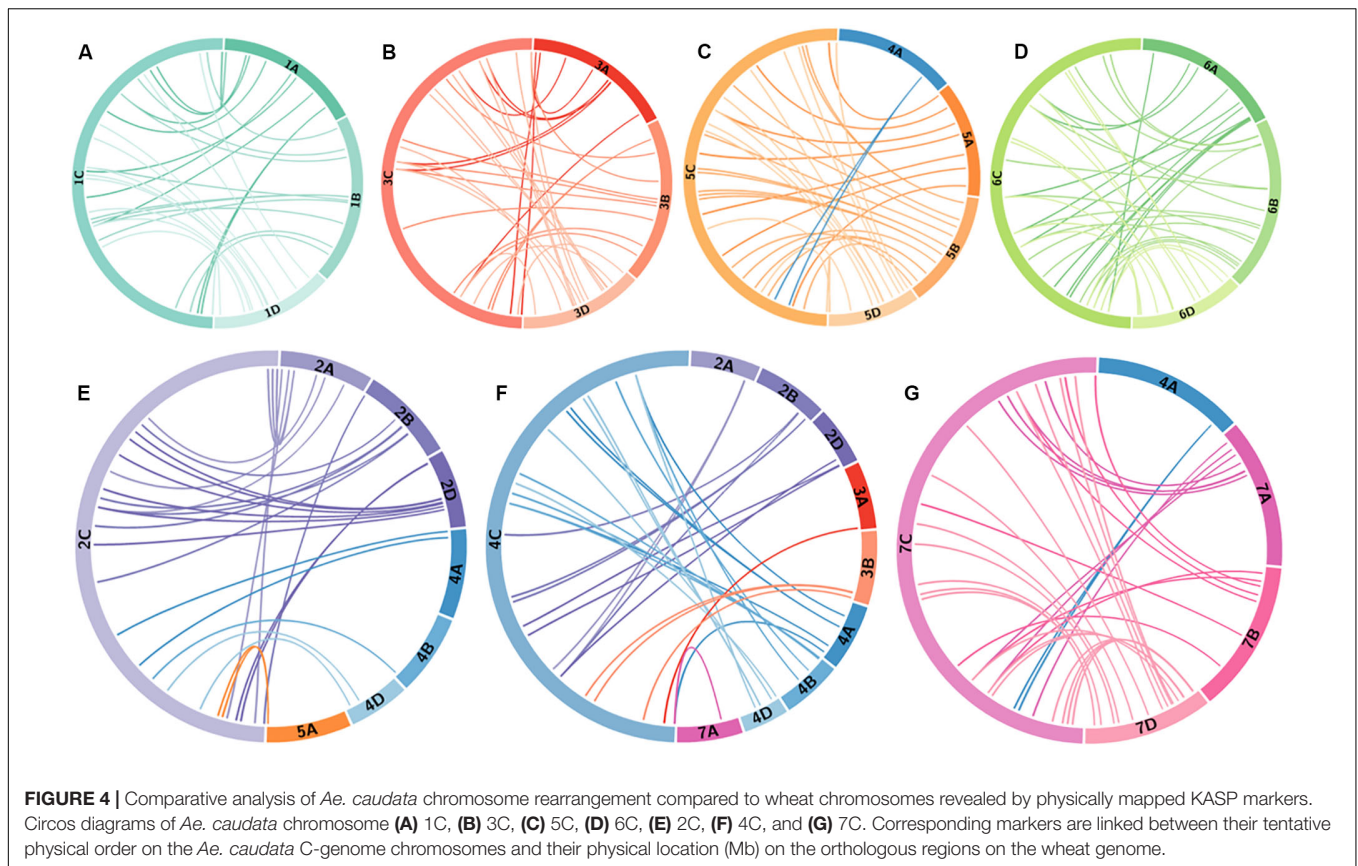 A
1A
1B
1D
1C
B
3A
3B
3D
3C
C
4A
5A
5B
5D
5C
D
6A
6B
6D
6C
E
2A
2B
2D
4A
4B
4D
5A
2C
F
2A
2B
2D
3A
3B
4A
4B
4D
7A
4C
G
4A
7A
7B
7D
7C
FIGURE 4 | Comparative analysis of Ae. caudata chromosome rearrangement compared to wheat chromosomes revealed by physically mapped KASP markers.
Circos diagrams of Ae. caudata chromosome (A) 1C, (B) 3C, (C) 5C, (D) 6C, (E) 2C, (F) 4C, and (G) 7C. Corresponding markers are linked between their tentative
physical order on the Ae. caudata C-genome chromosomes and their physical location (Mb) on the orthologous regions on the wheat genome.